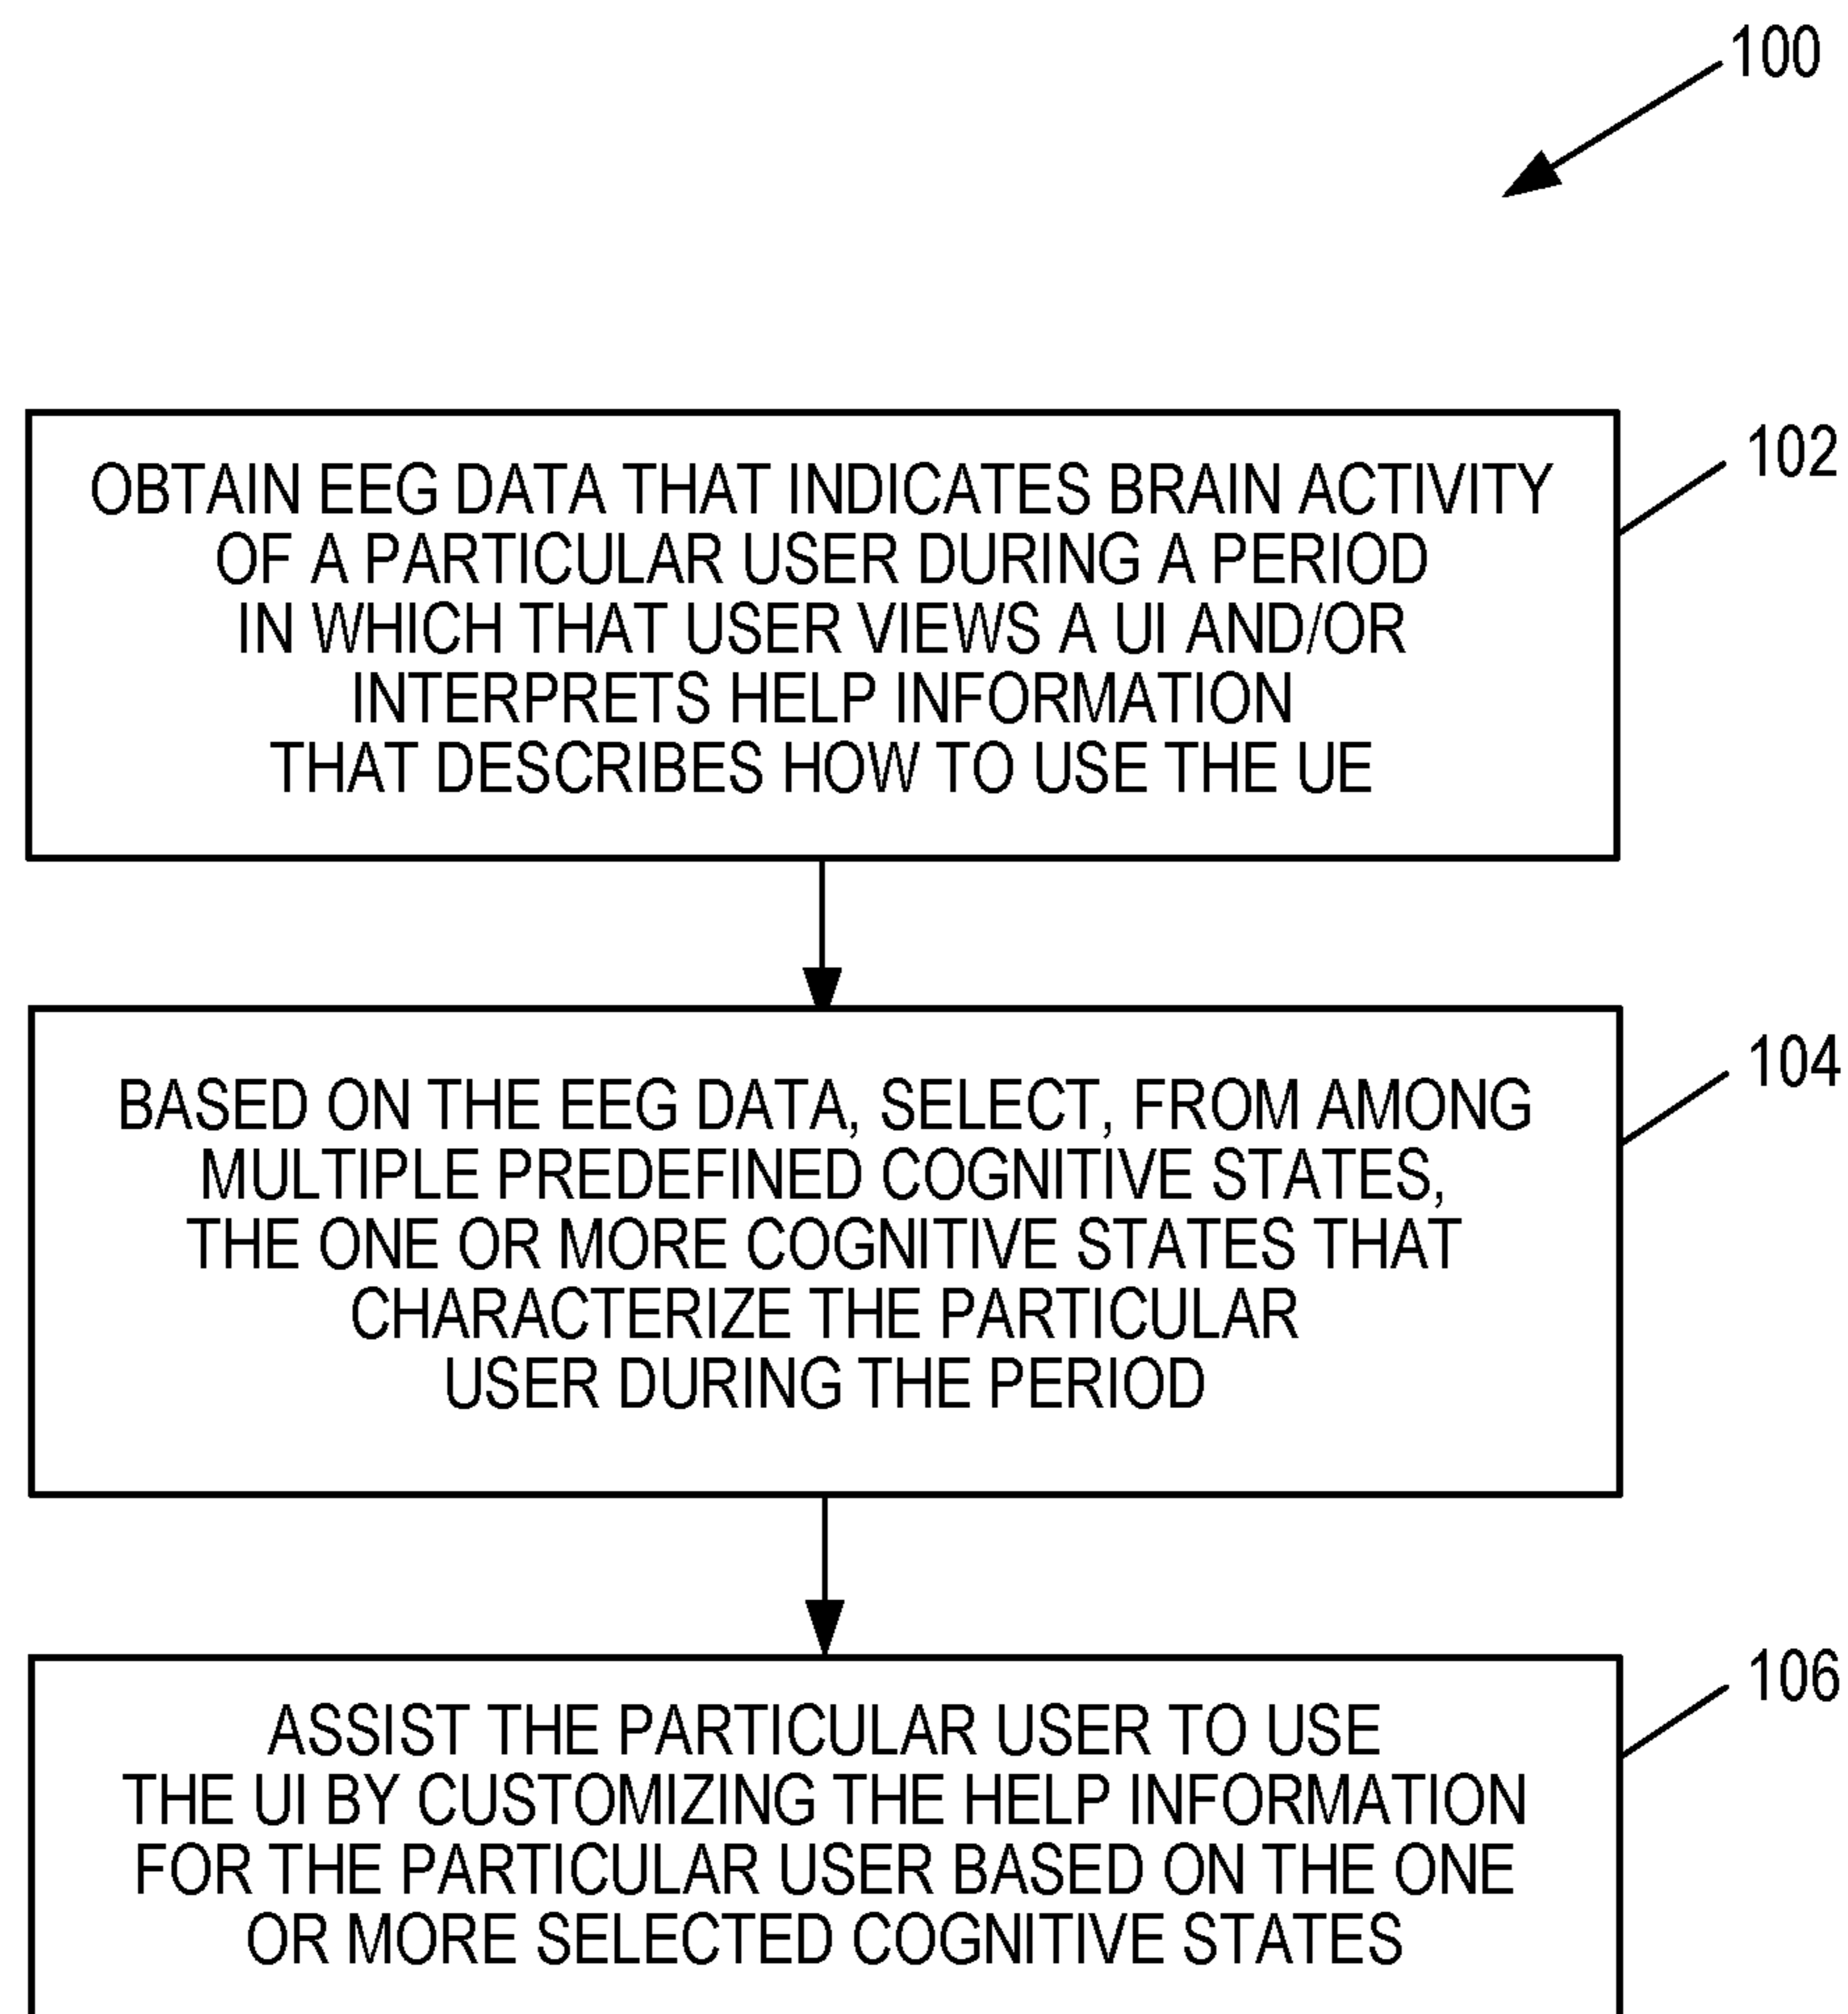 100
102
OBTAIN EEG DATA THAT INDICATES BRAIN ACTIVITY
OF A PARTICULAR USER DURING A PERIOD
IN WHICH THAT USER VIEWS A UI AND/OR
INTERPRETS HELP INFORMATION
THAT DESCRIBES HOW TO USE THE UE
104
BASED ON THE EEG DATA, SELECT, FROM AMONG
MULTIPLE PREDEFINED COGNITIVE STATES,
THE ONE OR MORE COGNITIVE STATES THAT
CHARACTERIZE THE PARTICULAR
USER DURING THE PERIOD
106
ASSIST THE PARTICULAR USER TO USE
THE UI BY CUSTOMIZING THE HELP INFORMATION
FOR THE PARTICULAR USER BASED ON THE ONE
OR MORE SELECTED COGNITIVE STATES